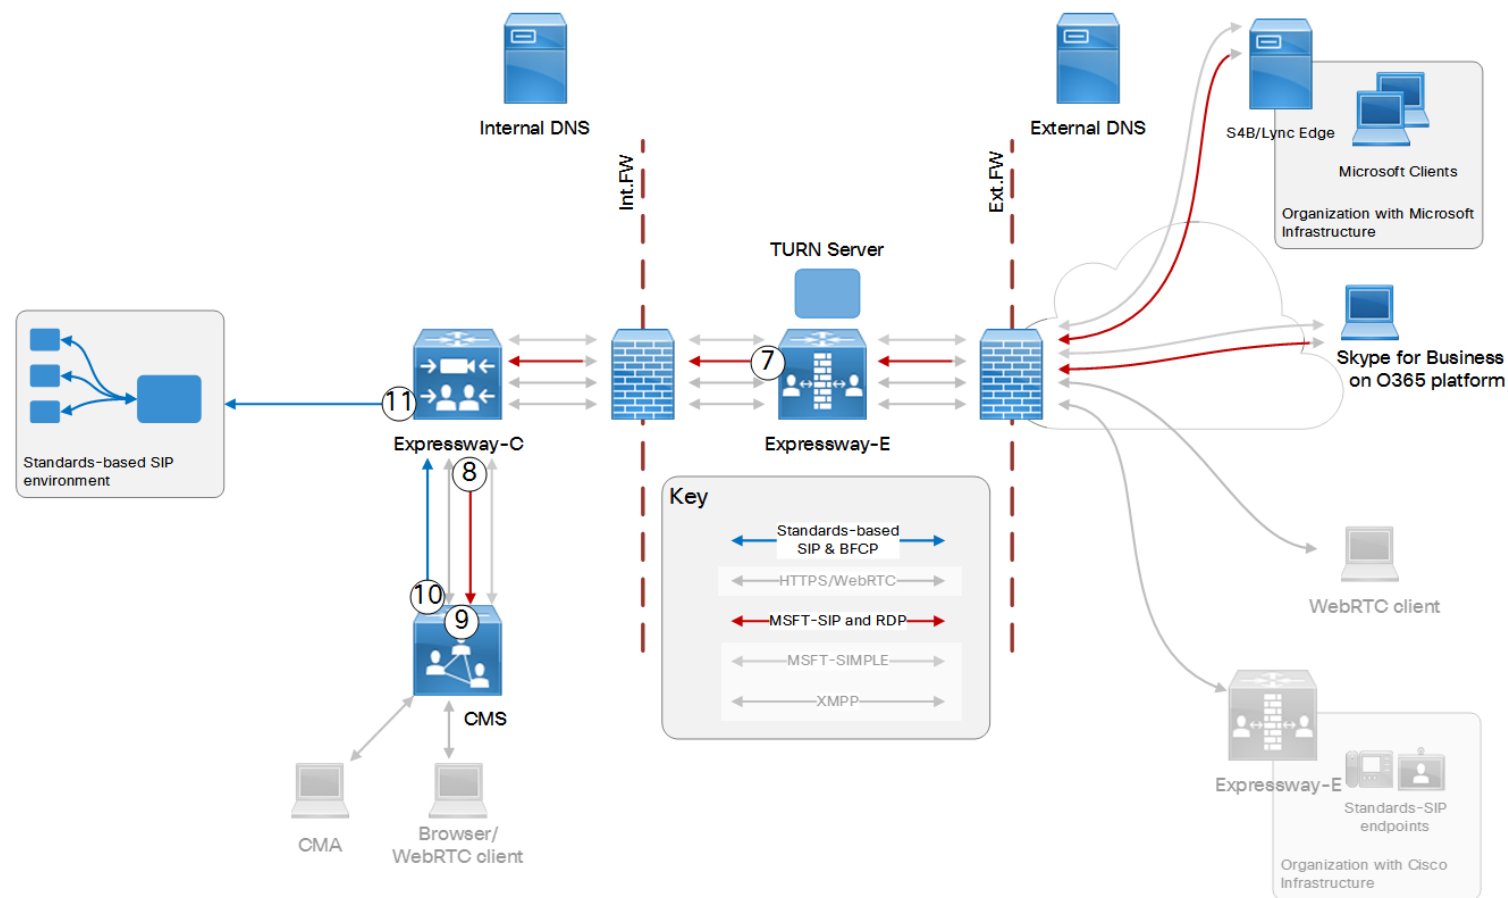 Internal DNS
External DNS
S4B/Lync Edge
Microsoft Clients
Organization with Microsoft
Infrastructure
Int.FW
Ext.FW
TURN Server
7
Skype for Business
on O365 platform
11
Expressway-C
Expressway-E
Standards-based SIP
environment
8
Key
Standards-based
SIP & BFCP
HTTPS/WebRTC
MSFT-SIP and RDP
MSFT-SIMPLE
XMPP
10
9
CMS
WebRTC client
CMA
Browser/
WebRTC client
Expressway-E
Standards-SIP
endpoints
Organization with Cisco
Infrastructure